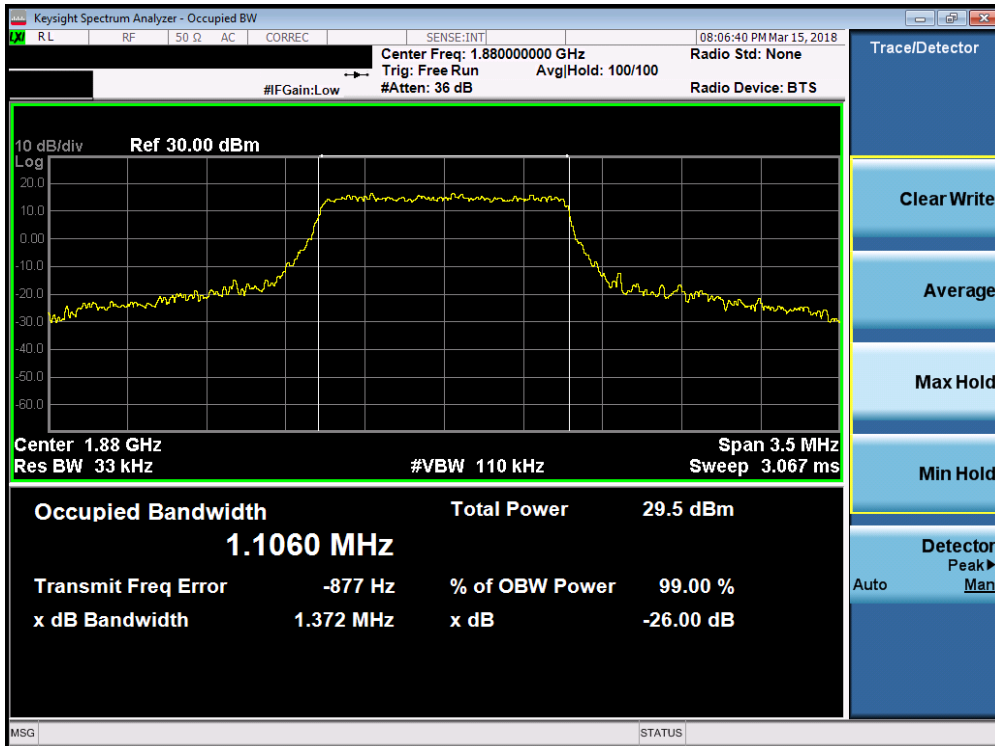 Keysight Spectrum Analyzer - Occupied BW
LXI RL RF 50 Ω AC CORREC SENSE:INT 08:06:40 PM Mar 15, 2018
Center Freq: 1.880000000 GHz Radio Std: None
Trig: Free Run Avg|Hold: 100/100
#IFGain:Low #Atten: 36 dB Radio Device: BTS
10 dB/div Ref 30.00 dBm
Log
20.0
10.0
0.00
-10.0
-20.0
-30.0
-40.0
-50.0
-60.0
Center 1.88 GHz Span 3.5 MHz
Res BW 33 kHz #VBW 110 kHz Sweep 3.067 ms
Occupied Bandwidth Total Power 29.5 dBm
1.1060 MHz
Transmit Freq Error -877 Hz % of OBW Power 99.00 %
x dB Bandwidth 1.372 MHz x dB -26.00 dB
MSG STATUS
Trace/Detector
Clear Write
Average
Max Hold
Min Hold
Detector
Peak▶
Auto Man